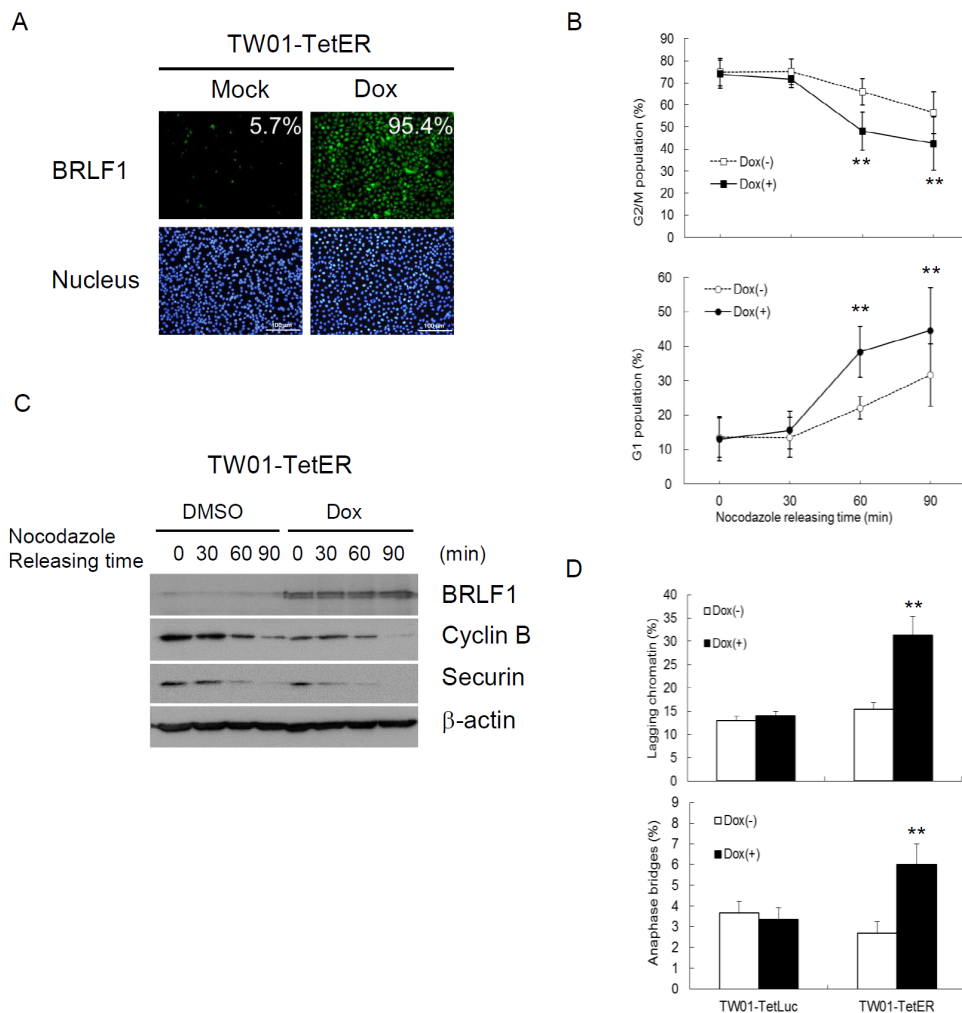 A
TW01-TetER
Mock
Dox
BRLF1
5.7%
95.4%
Nucleus
100 μm
100 μm
B
G2/M population (%)
90
80
70
60
50
40
30
20
10
0
Dox(-)
Dox(+)
**
**
G1 population (%)
60
50
40
30
20
10
0
Dox(-)
Dox(+)
**
**
0
30
60
90
Nocodazole releasing time (min)
C
TW01-TetER
DMSO
Dox
Nocodazole
Releasing time
0 30 60 90 0 30 60 90 (min)
BRLF1
Cyclin B
Securin
β-actin
D
Lagging chromatin (%)
40
35
30
25
20
15
10
5
0
Dox(-)
Dox(+)
**
Anaphase bridges (%)
9
8
7
6
5
4
3
2
1
0
Dox(-)
Dox(+)
**
TW01-TetLuc
TW01-TetER